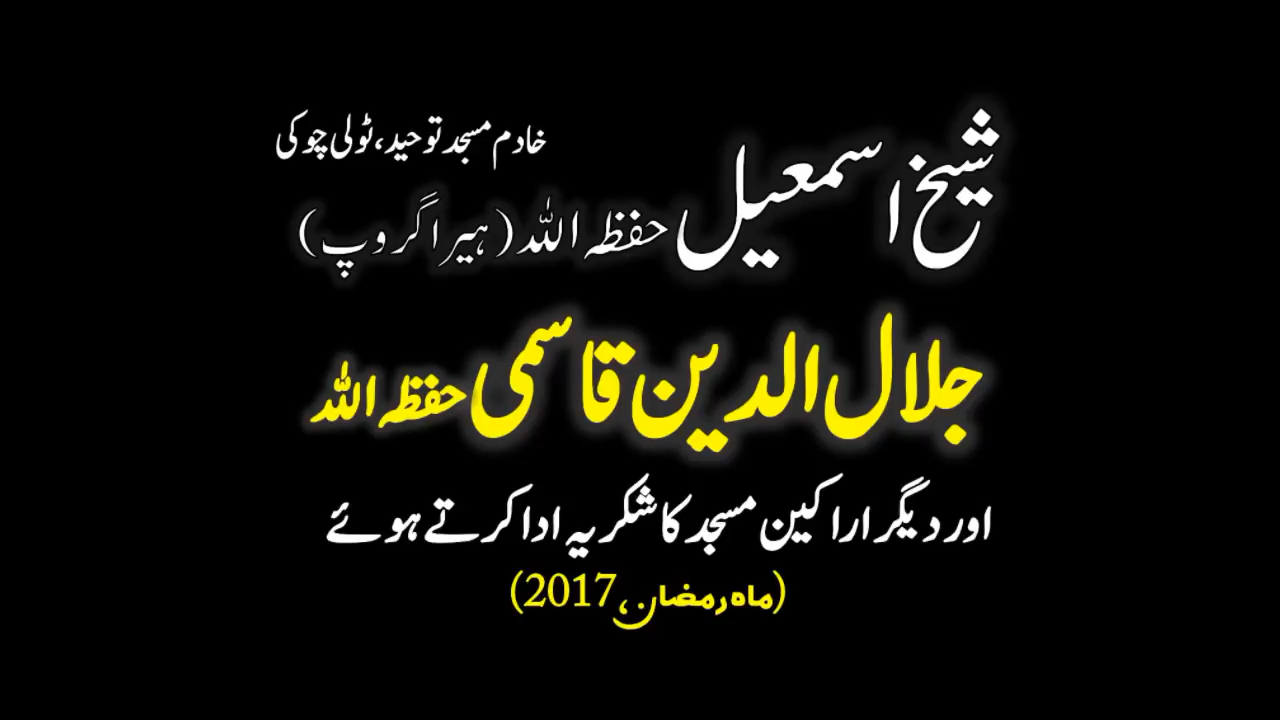 خادم مسجد توحید، ٹولی چوکی
شیخ اسمعیل حفظہ اللہ (ہیرا گروپ)
جلال الدین قاسمی حفظہ اللہ
اور دیگر اراکین مسجد کا شکریہ ادا کرتے ہوئے
(ماہ رمضان، 2017)